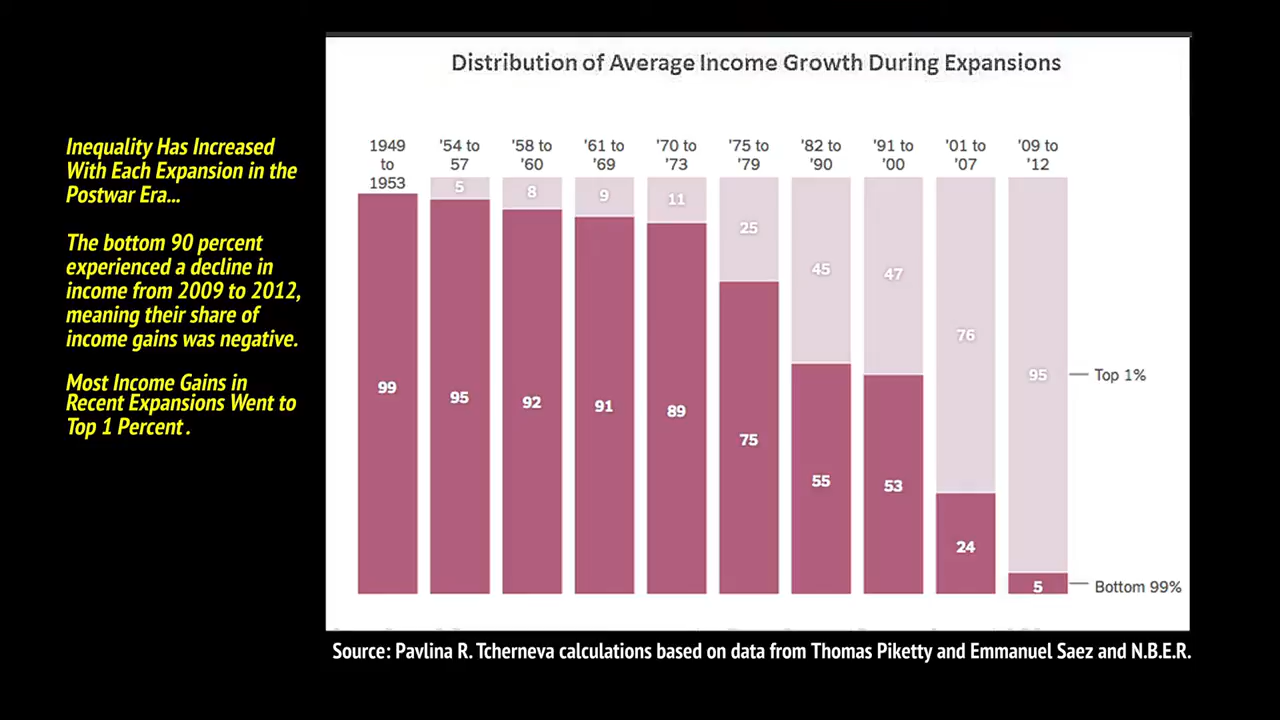 Distribution of Average Income Growth During Expansions
Inequality Has Increased
With Each Expansion in the
Postwar Era...
The bottom 90 percent
experienced a decline in
income from 2009 to 2012,
meaning their share of
income gains was negative.
Most Income Gains in
Recent Expansions Went to
Top 1 Percent .
1949 to 1953
'54 to 57
'58 to '60
'61 to '69
'70 to '73
'75 to '79
'82 to '90
'91 to '00
'01 to '07
'09 to '12
5
8
9
11
25
45
47
76
95
Top 1%
99
95
92
91
89
75
55
53
24
5
Bottom 99%
Source: Pavlina R. Tcherneva calculations based on data from Thomas Piketty and Emmanuel Saez and N.B.E.R.